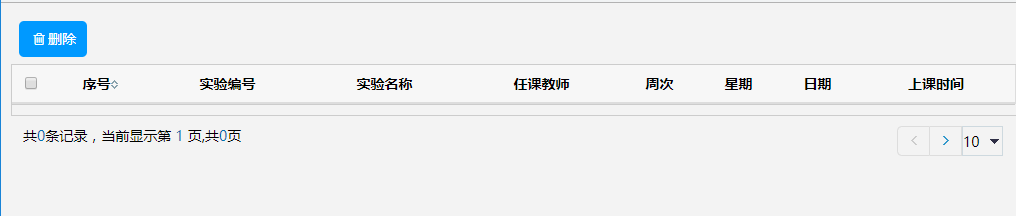 删除
序号 实验编号 实验名称 任课教师 周次 星期 日期 上课时间
共0条记录，当前显示第 1 页,共0页
10